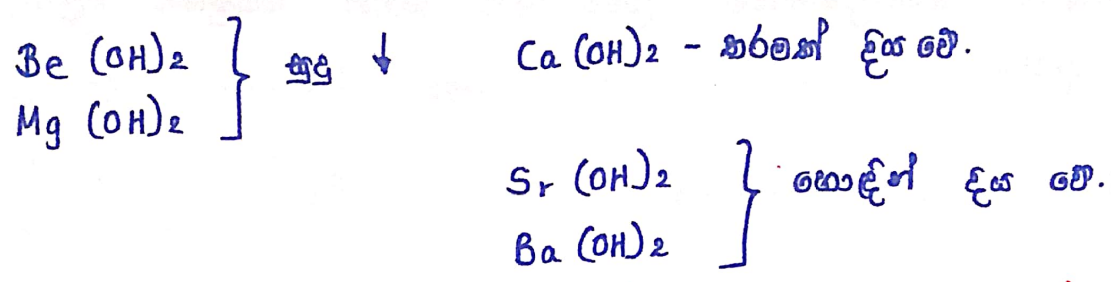 Be (OH)₂
Mg (OH)₂ } සුදු ↓
Ca (OH)₂ - තරමක් දිය වේ.
Sr (OH)₂
Ba (OH)₂ } හොඳින් දිය වේ.